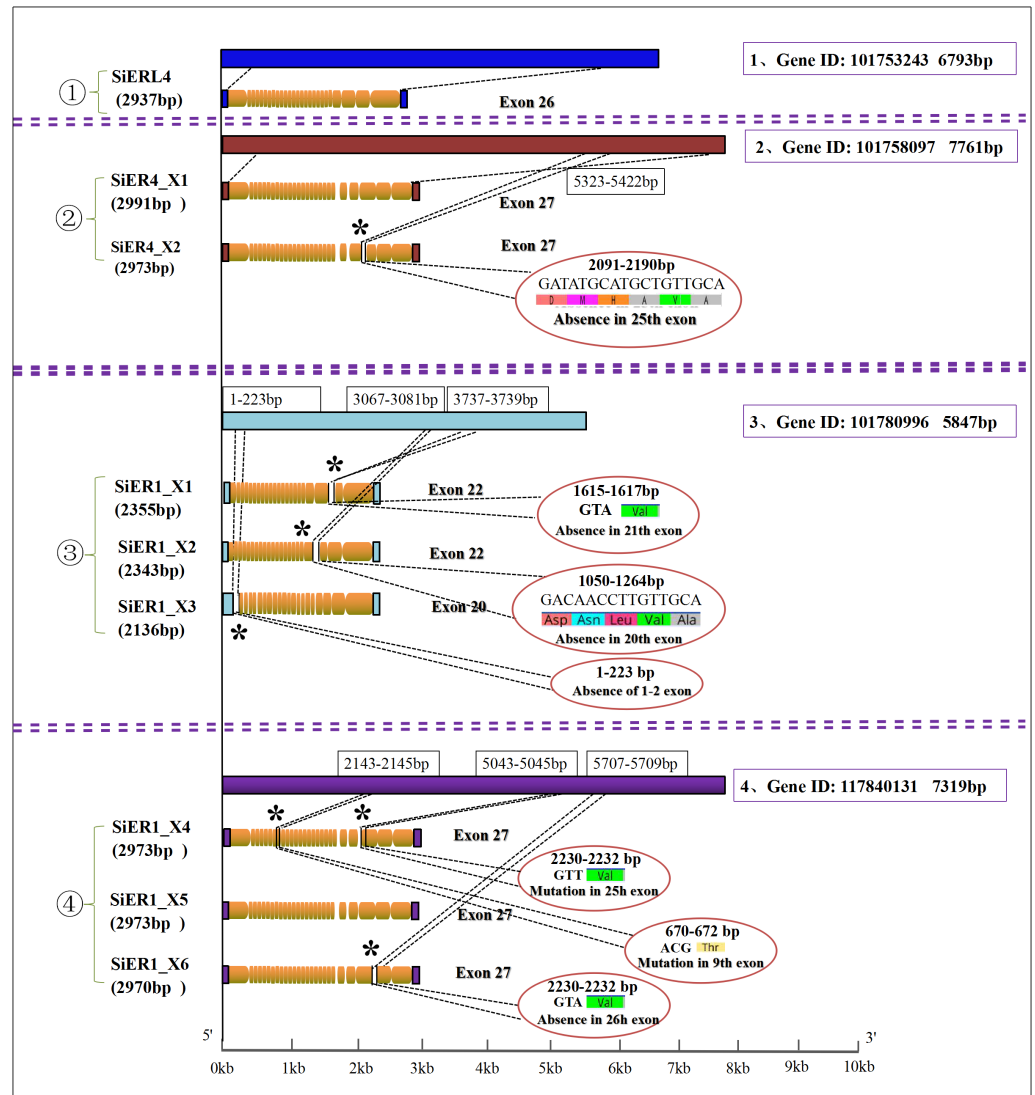 1、Gene ID: 101753243 6793bp
①
SiERL4
(2937bp)
Exon 26
2、Gene ID: 101758097 7761bp
5323-5422bp
②
SiER4_X1
(2991bp )
Exon 27
*
SiER4_X2
(2973bp)
Exon 27
2091-2190bp
GATATGCATGCTGTTGCA
D M H A V A
Absence in 25th exon
1-223bp
3067-3081bp
3737-3739bp
3、Gene ID: 101780996 5847bp
③
*
SiER1_X1
(2355bp)
Exon 22
1615-1617bp
GTA Val
Absence in 21th exon
*
SiER1_X2
(2343bp)
Exon 22
1050-1264bp
GACAACCTTGTTGCA
Asp Asn Leu Val Ala
Absence in 20th exon
SiER1_X3
(2136bp)
Exon 20
*
1-223 bp
Absence of 1-2 exon
2143-2145bp
5043-5045bp
5707-5709bp
4、Gene ID: 117840131 7319bp
④
* *
SiER1_X4
(2973bp )
Exon 27
2230-2232 bp
GTT Val
Mutation in 25h exon
SiER1_X5
(2973bp )
Exon 27
670-672 bp
ACG Thr
Mutation in 9th exon
*
SiER1_X6
(2970bp )
Exon 27
2230-2232 bp
GTA Val
Absence in 26h exon
5' 3'
0kb 1kb 2kb 3kb 4kb 5kb 6kb 7kb 8kb 9kb 10kb